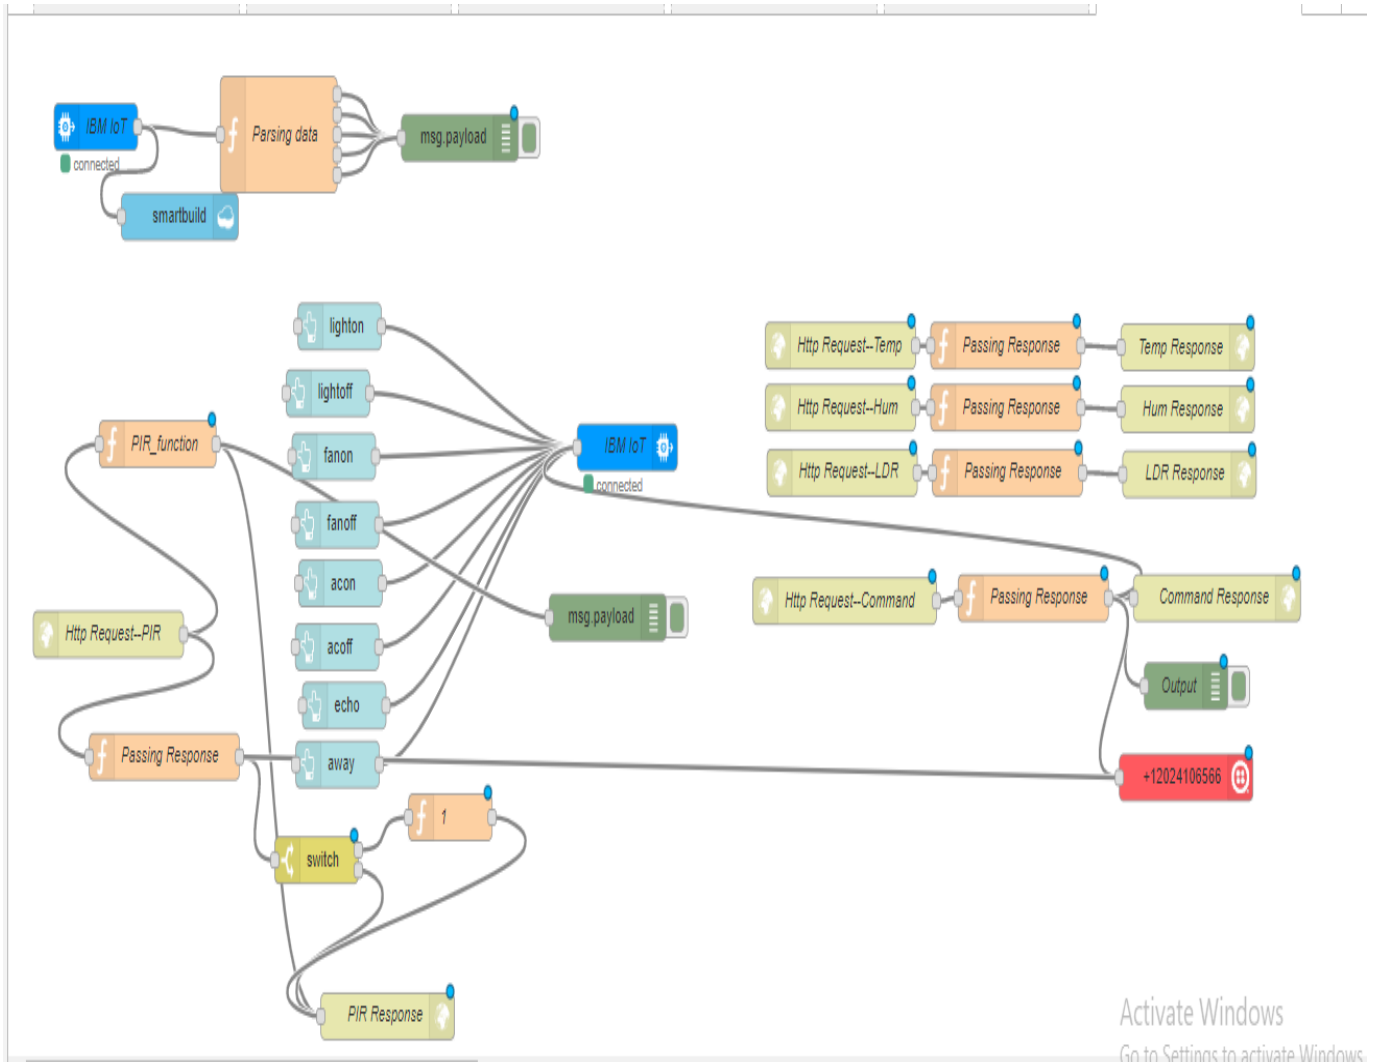 IBM IoT
connected
Parsing data
msg.payload
smartbuild
lighton
lightoff
fanon
fanoff
acon
acoff
echo
away
IBM IoT
connected
PIR_function
msg.payload
Http Request--PIR
Passing Response
switch
1
PIR Response
Http Request--Temp
Passing Response
Temp Response
Http Request--Hum
Passing Response
Hum Response
Http Request--LDR
Passing Response
LDR Response
Http Request--Command
Passing Response
Command Response
Output
+12024106566
Activate Windows
Go to Settings to activate Windows.